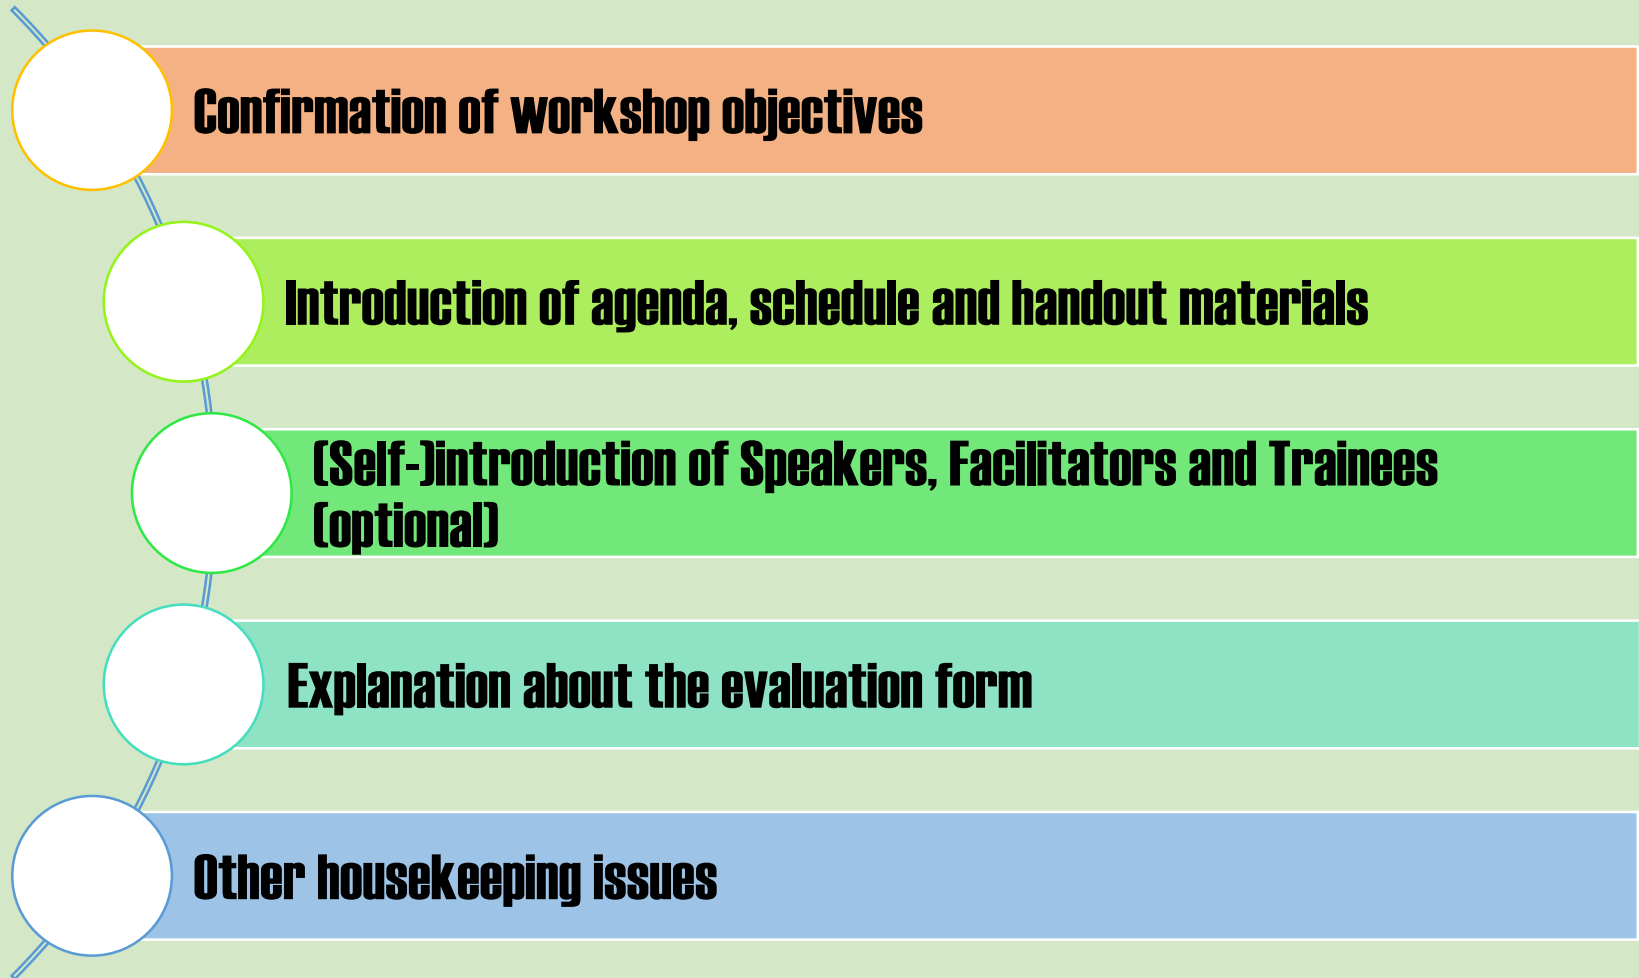 Confirmation of workshop objectives
Introduction of agenda, schedule and handout materials
(Self-)introduction of Speakers, Facilitators and Trainees
(optional)
Explanation about the evaluation form
Other housekeeping issues